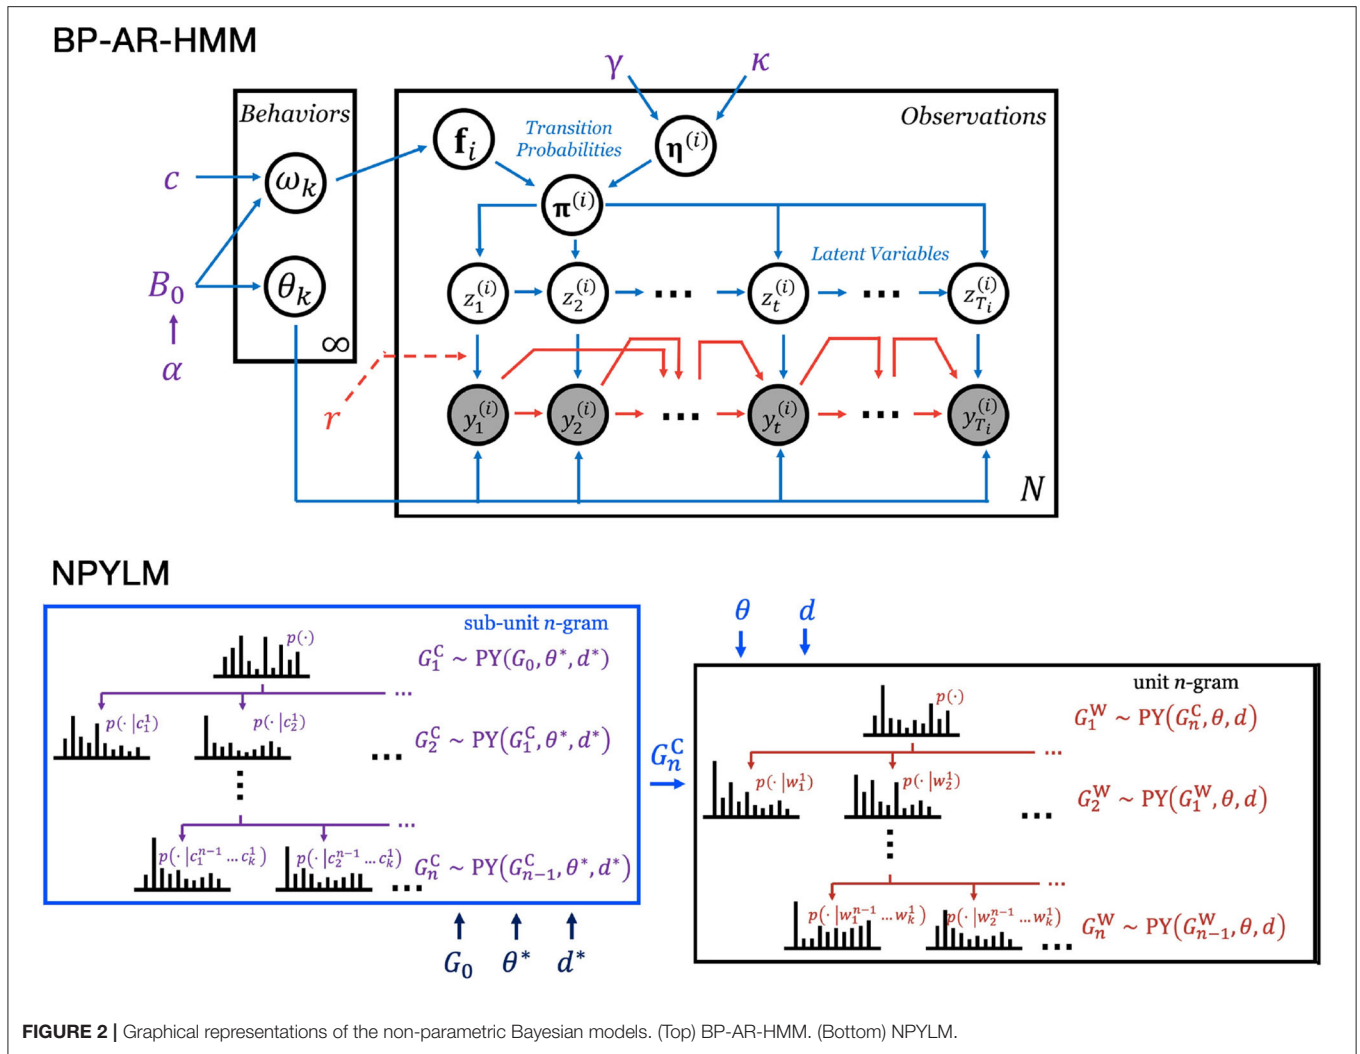 BP-AR-HMM
γ κ
Behaviors
Observations
f_i
Transition
Probabilities
η^(i)
c
ω_k
π^(i)
Latent Variables
B_0
θ_k
z_1^(i) z_2^(i) ... z_t^(i) ... z_{T_i}^(i)
∞
α
r
y_1^(i) y_2^(i) ... y_t^(i) ... y_{T_i}^(i)
N
NPYLM
sub-unit n-gram
p(·)
G_1^C ~ PY(G_0, θ*, d*)
...
p(· |c_1^1) p(· |c_2^1)
...
G_2^C ~ PY(G_1^C, θ*, d*)
...
...
p(· |c_1^{n-1} ... c_k^1) p(· |c_2^{n-1} ... c_k^1)
...
G_n^C ~ PY(G_{n-1}^C, θ*, d*)
G_0 θ* d*
G_n^C
θ d
unit n-gram
p(·)
G_1^W ~ PY(G_n^C, θ, d)
...
p(· |w_1^1) p(· |w_2^1)
...
G_2^W ~ PY(G_1^W, θ, d)
...
...
p(· |w_1^{n-1} ... w_k^1) p(· |w_2^{n-1} ... w_k^1)
...
G_n^W ~ PY(G_{n-1}^W, θ, d)
FIGURE 2 | Graphical representations of the non-parametric Bayesian models. (Top) BP-AR-HMM. (Bottom) NPYLM.